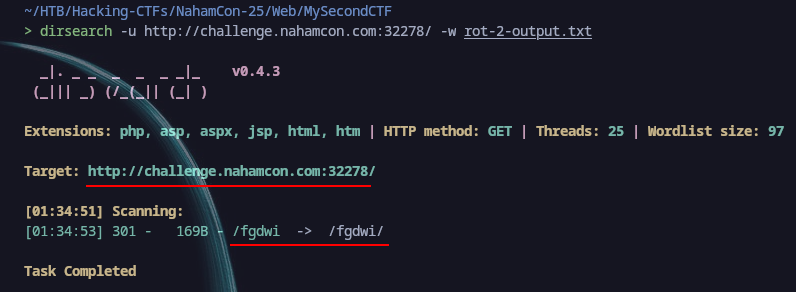 ~/HTB/Hacking-CTFs/NahamCon-25/Web/MySecondCTF
> dirsearch -u http://challenge.nahamcon.com:32278/ -w rot-2-output.txt
_|. _ _  _  _  _ _|_    v0.4.3
(_||| _) (/_(_|| (_| )
Extensions: php, asp, aspx, jsp, html, htm | HTTP method: GET | Threads: 25 | Wordlist size: 97
Target: http://challenge.nahamcon.com:32278/
[01:34:51] Scanning:
[01:34:53] 301 -   169B - /fgdwi  ->  /fgdwi/
Task Completed